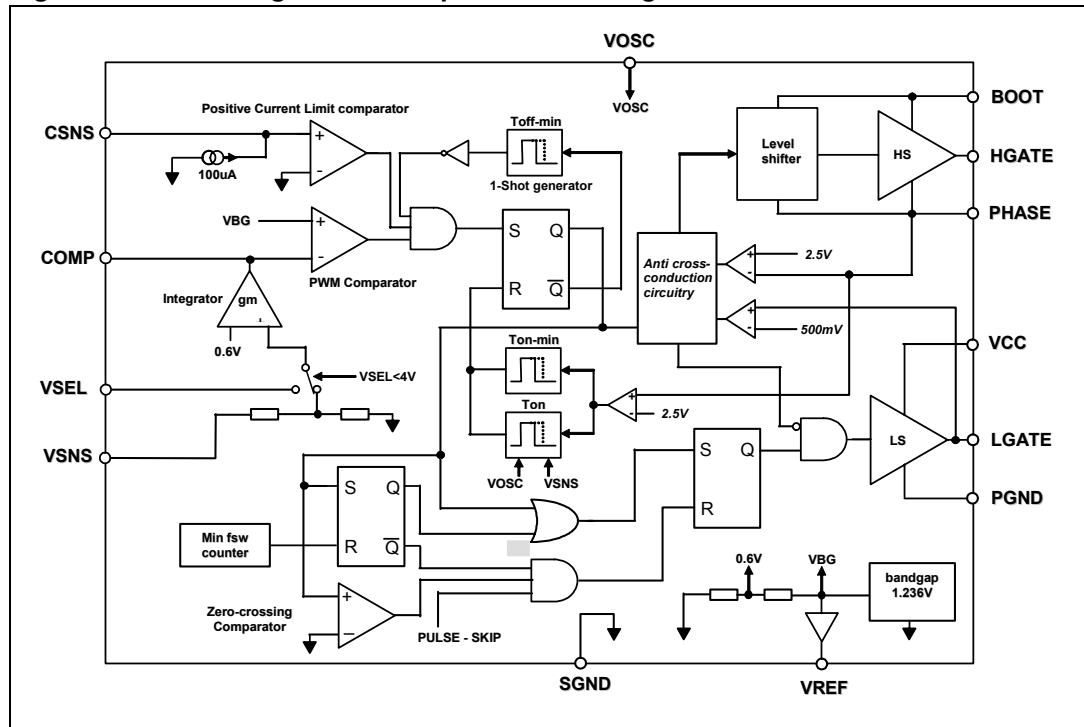 VOSC
VOSC
Positive Current Limit comparator
CSNS
+
-
100uA
Toff-min
1-Shot generator
Level
shifter
HS
BOOT
HGATE
PHASE
VBG
+
-
COMP
PWM Comparator
Integrator
gm
0.6V
S
Q
R
Q
Anti cross-
conduction
circuitry
+
-
2.5V
+
-
500mV
VCC
VSEL
VSEL<4V
VSNS
Ton-min
Ton
VOSC
VSNS
+
-
2.5V
LS
LGATE
PGND
S
Q
R
S
Q
R
Q
Min fsw
counter
+
−
Zero-crossing
Comparator
PULSE - SKIP
0.6V
VBG
bandgap
1.236V
SGND
VREF